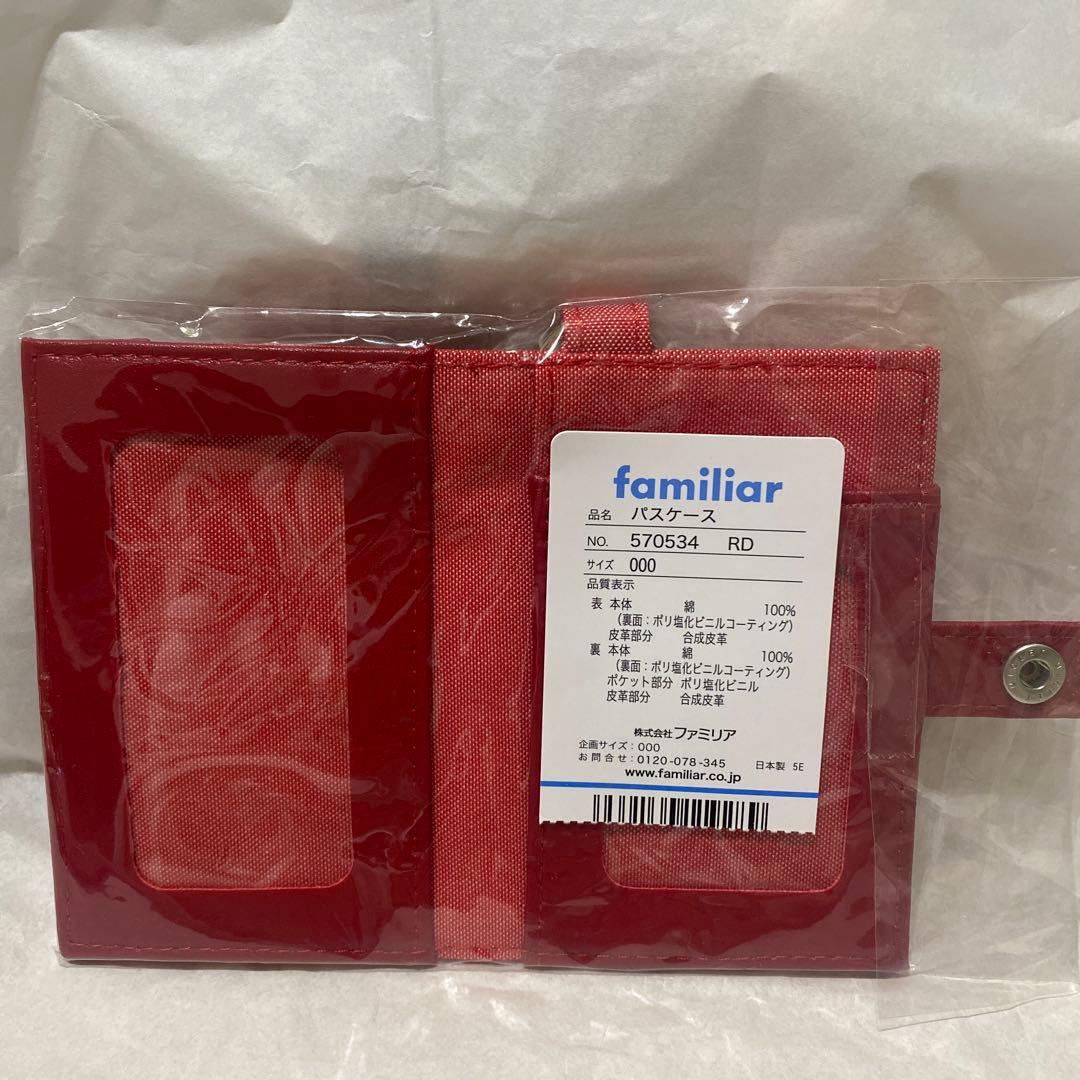 familiar
品名 パスケース
NO. 570534 RD
サイズ 000
品質表示
表 本体 綿 100%
(裏面:ポリ塩化ビニルコーティング)
皮革部分 合成皮革
裏 本体 綿 100%
(裏面:ポリ塩化ビニルコーティング)
ポケット部分 ポリ塩化ビニル
皮革部分 合成皮革
株式会社ファミリア
企画サイズ:000
お問合せ:0120-078-345 日本製 5E
www.familiar.co.jp